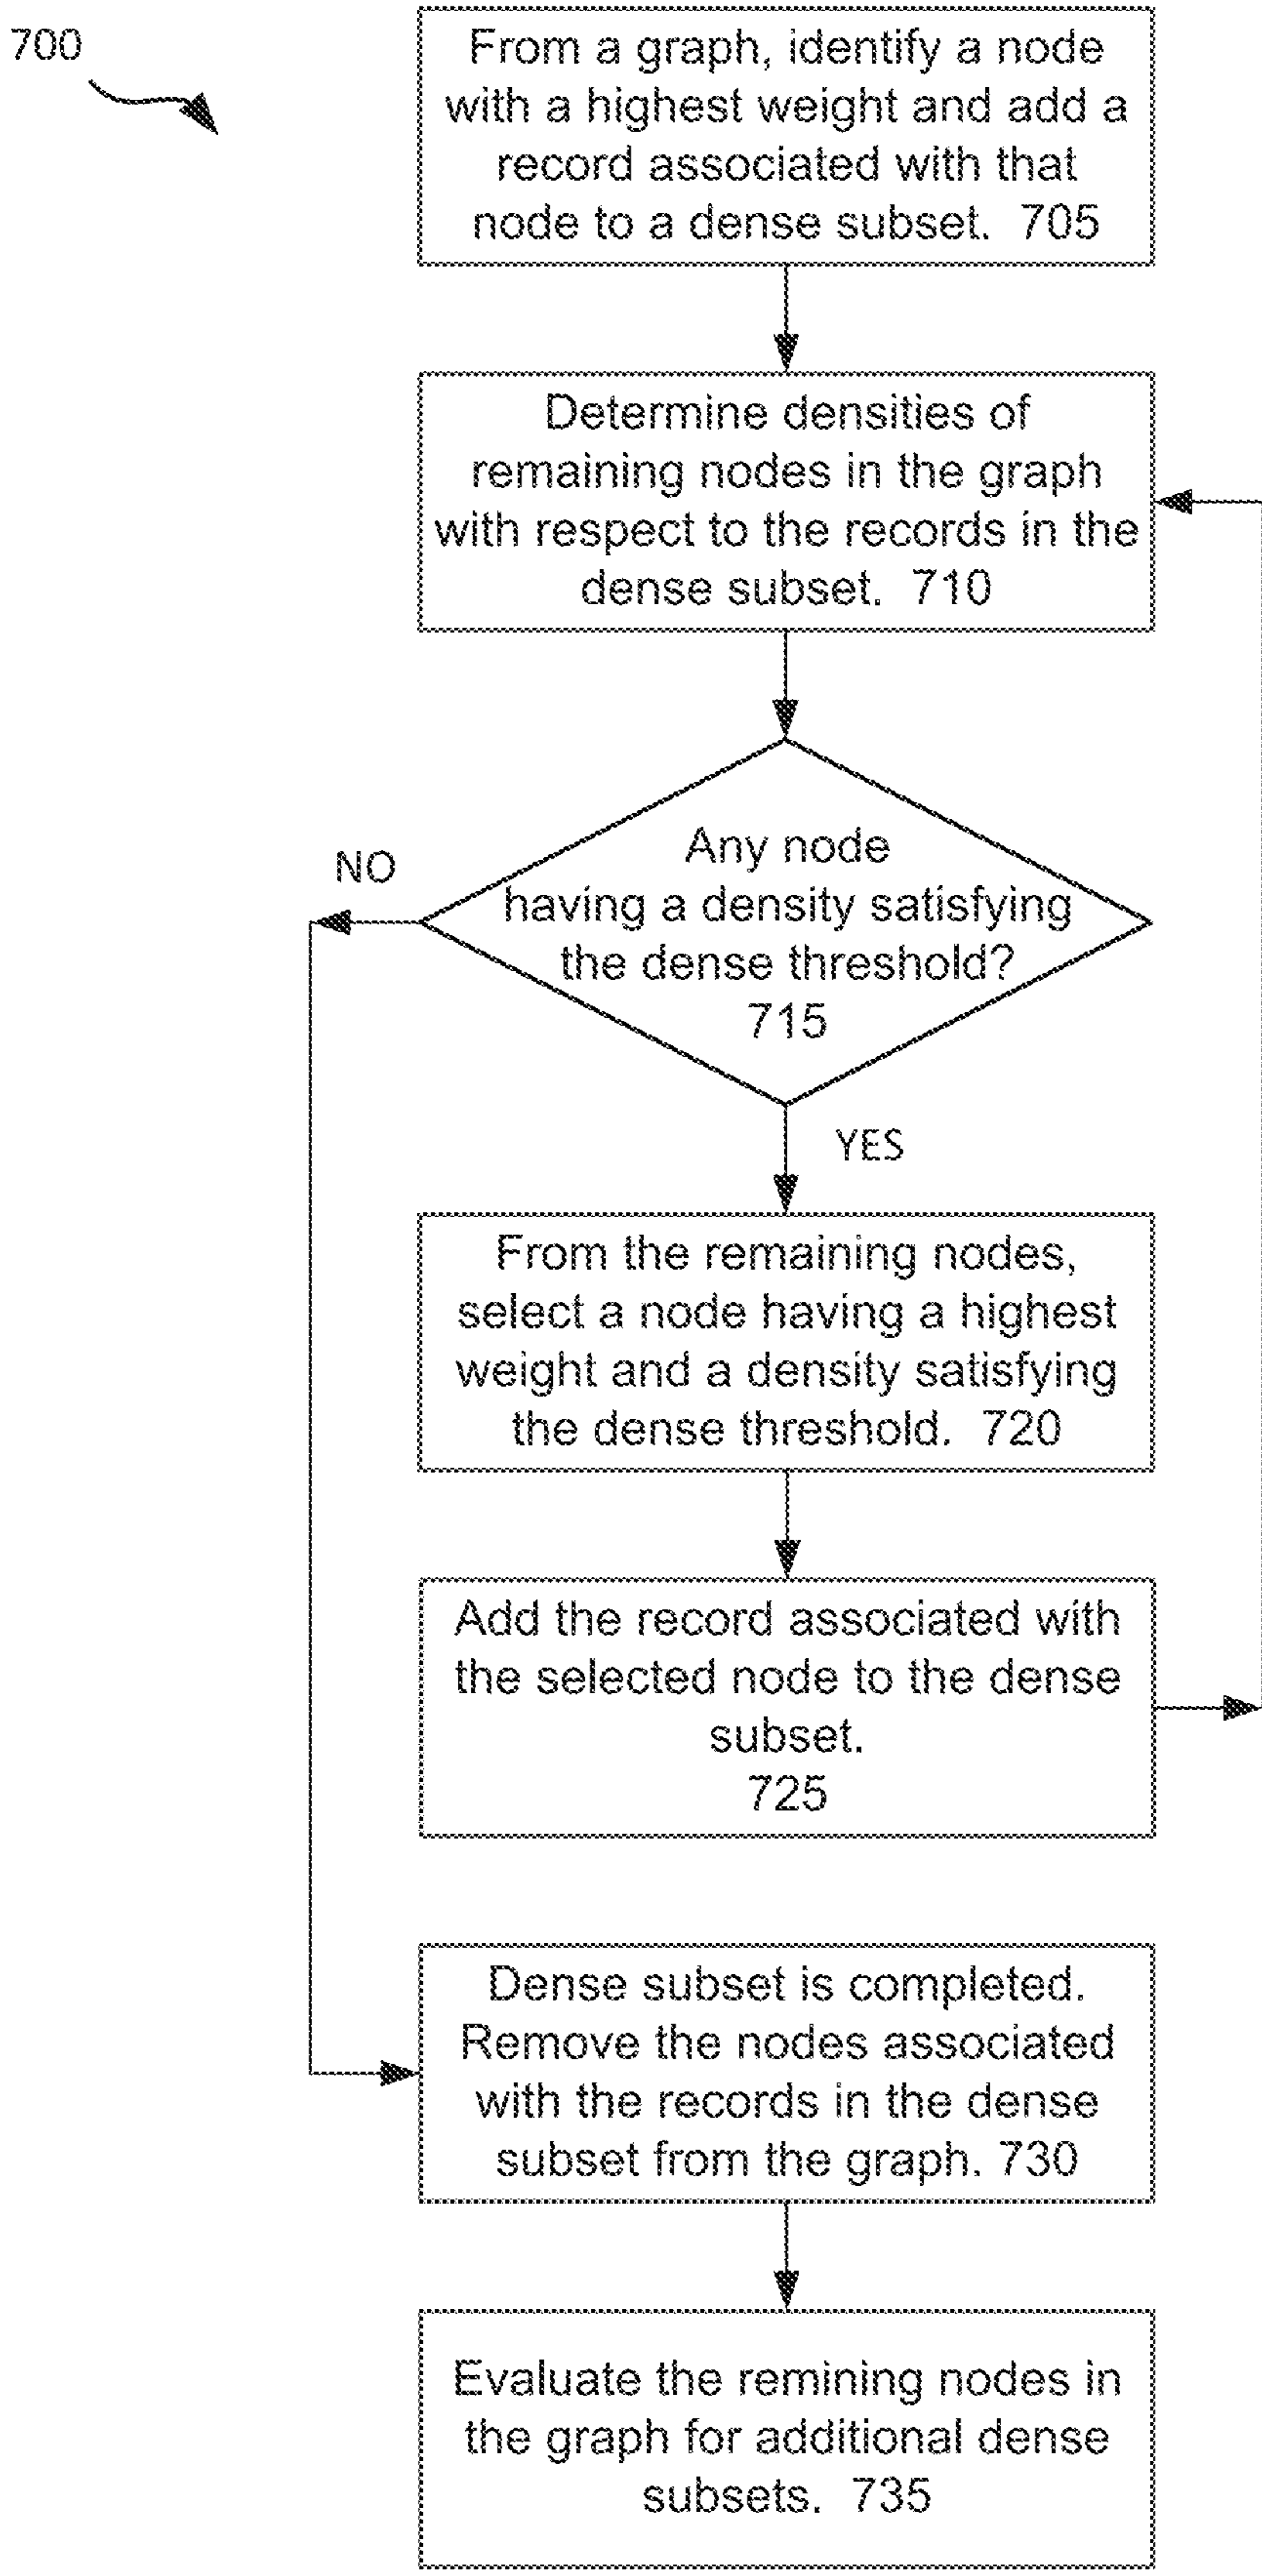 700
From a graph, identify a node
with a highest weight and add a
record associated with that
node to a dense subset. 705
Determine densities of
remaining nodes in the graph
with respect to the records in the
dense subset. 710
NO
Any node
having a density satisfying
the dense threshold?
715
YES
From the remaining nodes,
select a node having a highest
weight and a density satisfying
the dense threshold. 720
Add the record associated with
the selected node to the dense
subset.
725
Dense subset is completed.
Remove the nodes associated
with the records in the dense
subset from the graph. 730
Evaluate the remining nodes in
the graph for additional dense
subsets. 735